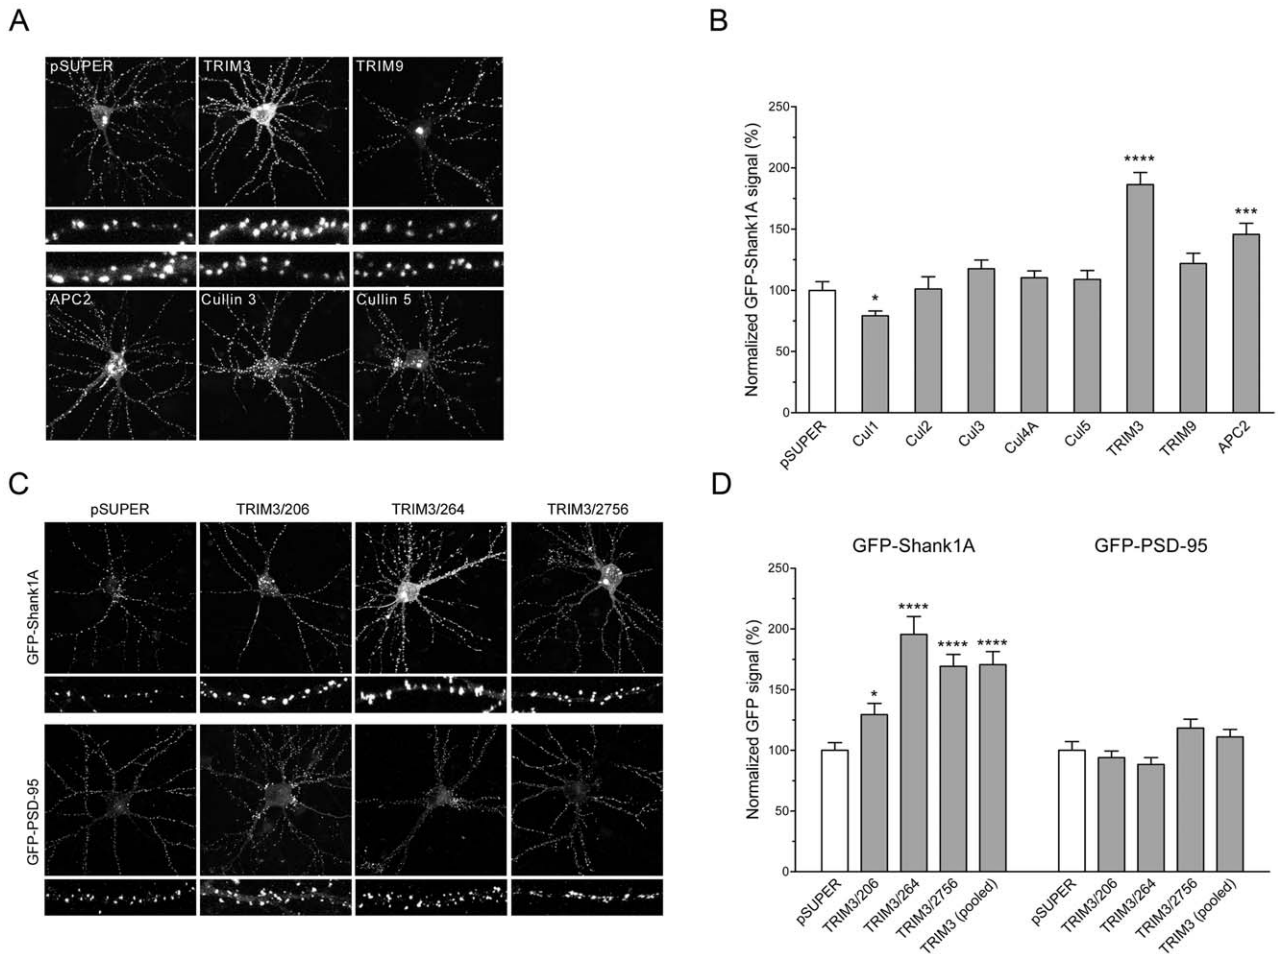 A
pSUPER TRIM3 TRIM9
APC2 Cullin 3 Cullin 5
B
Normalized GFP-Shank1A signal (%)
250
200
150
100
50
0
*
****
***
pSUPER
Cul1
Cul2
Cul3
Cul4A
Cul5
TRIM3
TRIM9
APC2
C
pSUPER TRIM3/206 TRIM3/264 TRIM3/2756
GFP-Shank1A
GFP-PSD-95
D
GFP-Shank1A GFP-PSD-95
Normalized GFP signal (%)
250
200
150
100
50
0
*
****
****
****
pSUPER
TRIM3/206
TRIM3/264
TRIM3/2756
TRIM3 (pooled)
pSUPER
TRIM3/206
TRIM3/264
TRIM3/2756
TRIM3 (pooled)